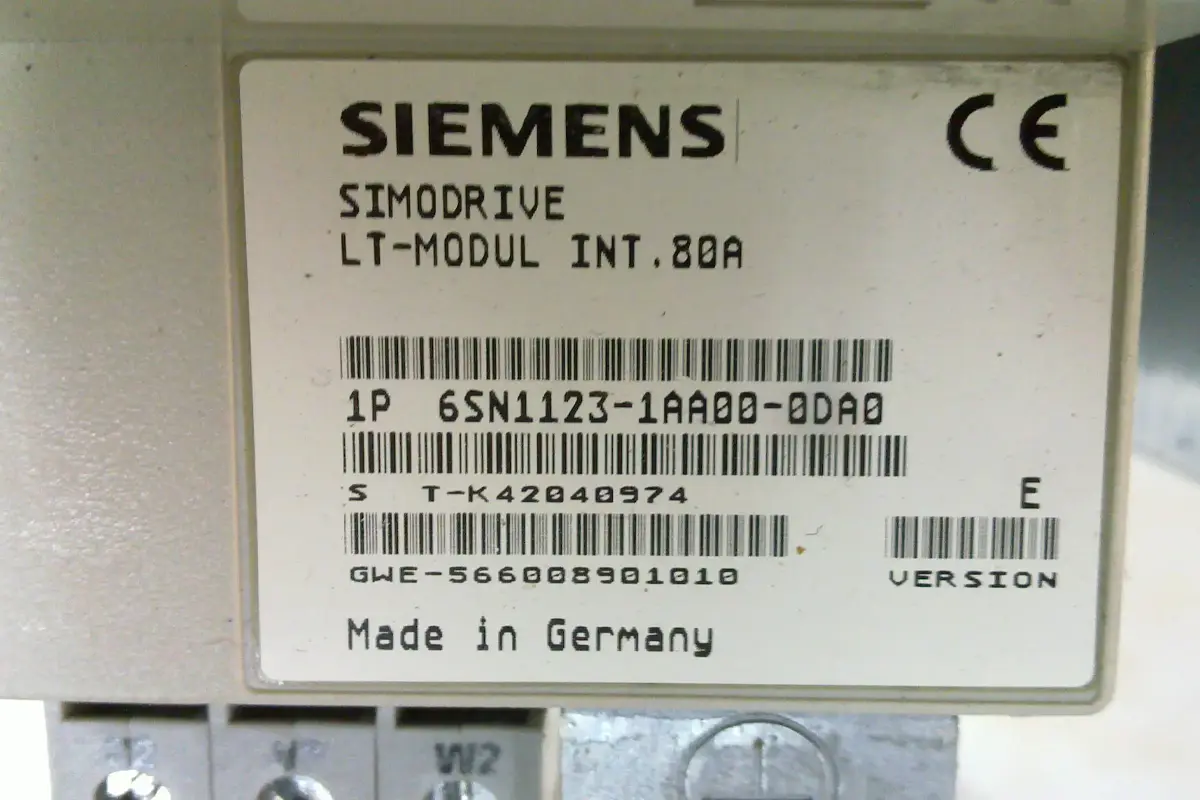 SIEMENS
CE
SIMODRIVE
LT-MODUL INT.80A
1P 6SN1123-1AA00-0DA0
S T-K42040974
E
GWE-566008901010
VERSION
Made in Germany
W2